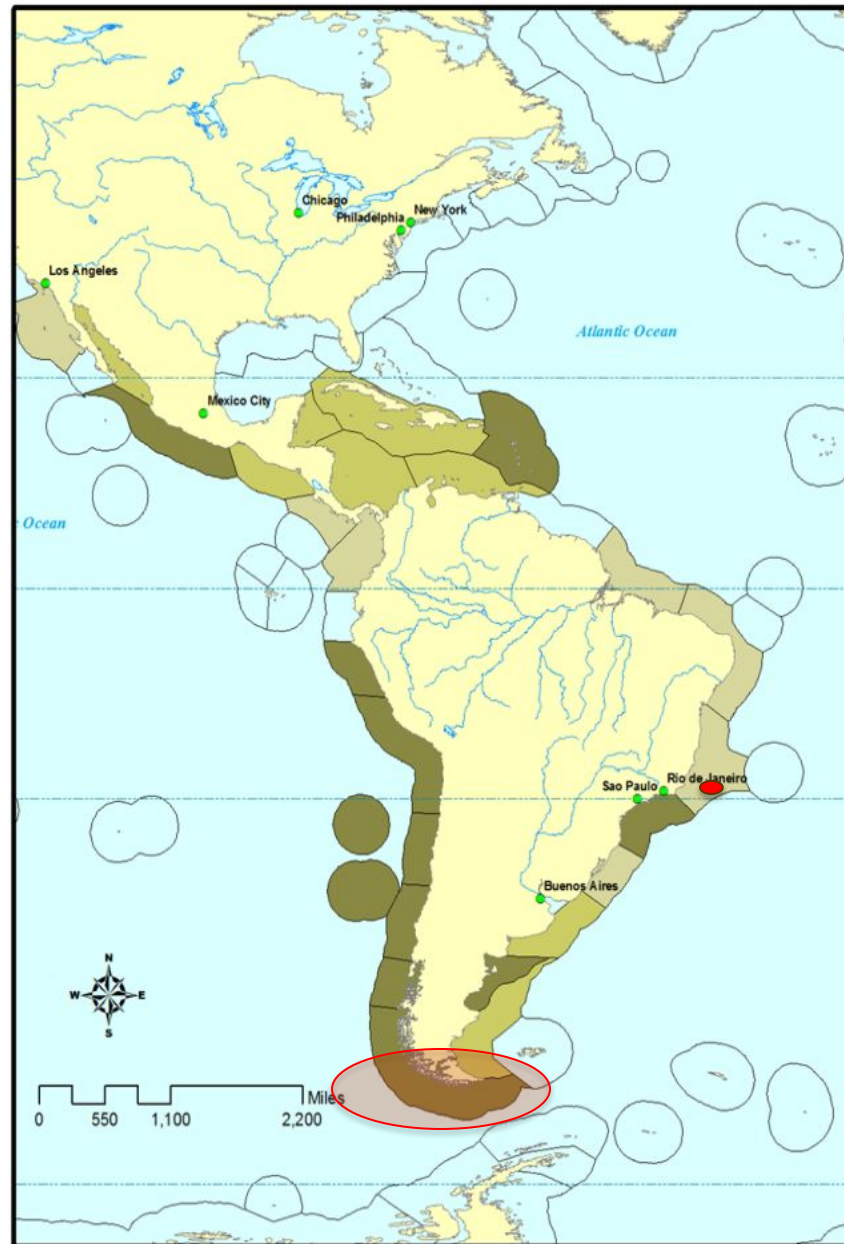 Chicago
New York
Philadelphia
Los Angeles
Atlantic Ocean
Mexico City
c Ocean
Rio de Janeiro
Sao Paulo
Buenos Aires
N
W E
S
Miles
0 550 1,100 2,200